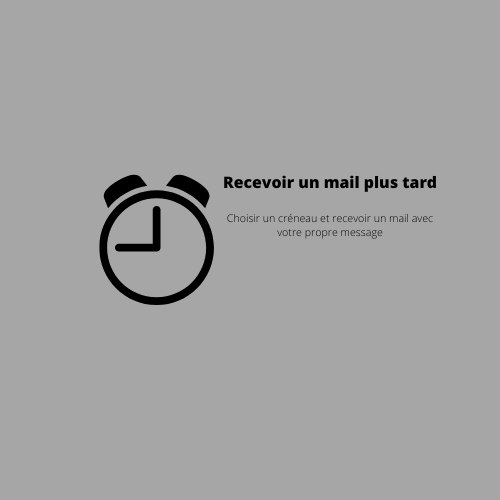 Recevoir un mail plus tard
Choisir un créneau et recevoir un mail avec
votre propre message